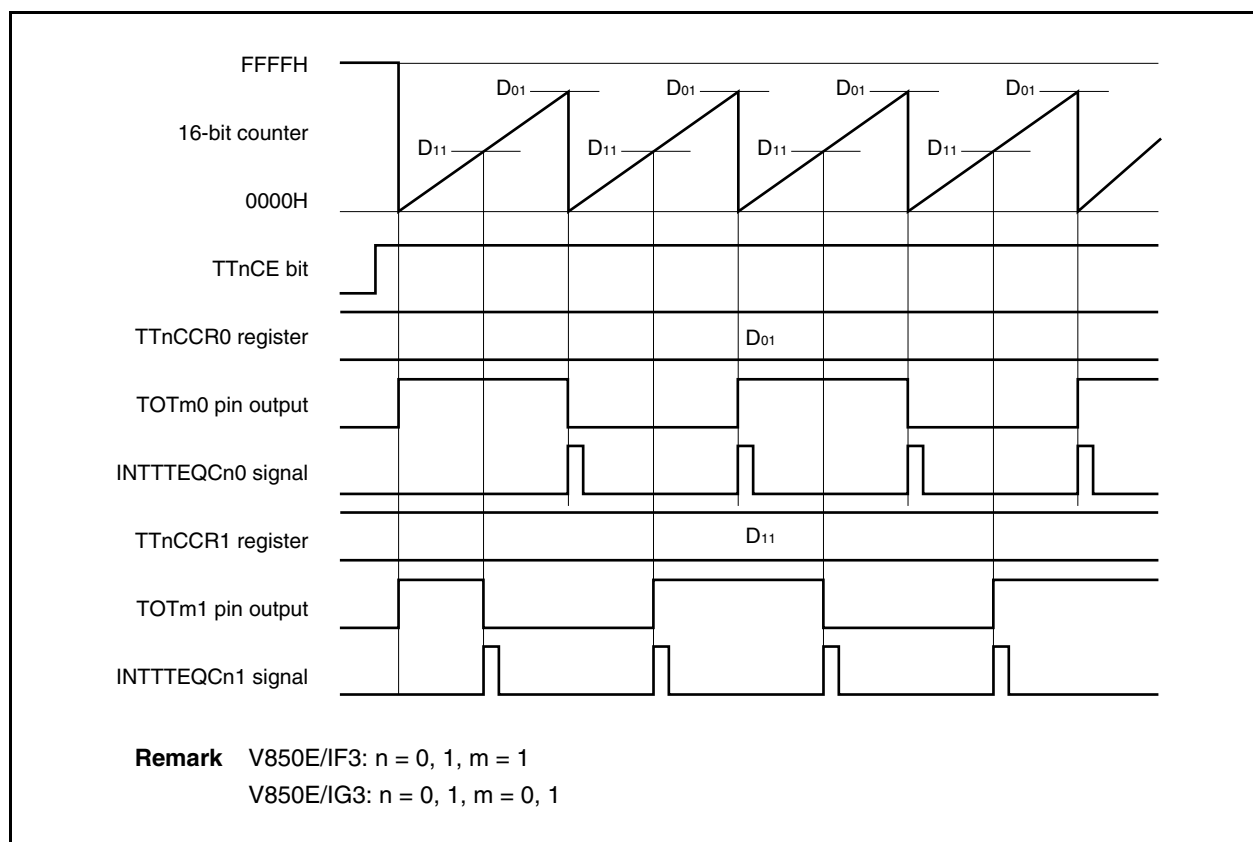 FFFFH
D01 D01 D01 D01
16-bit counter
D11 D11 D11 D11
0000H
TTnCE bit
TTnCCR0 register D01
TOTm0 pin output
INTTTEQCn0 signal
TTnCCR1 register D11
TOTm1 pin output
INTTTEQCn1 signal
Remark V850E/IF3: n = 0, 1, m = 1
V850E/IG3: n = 0, 1, m = 0, 1